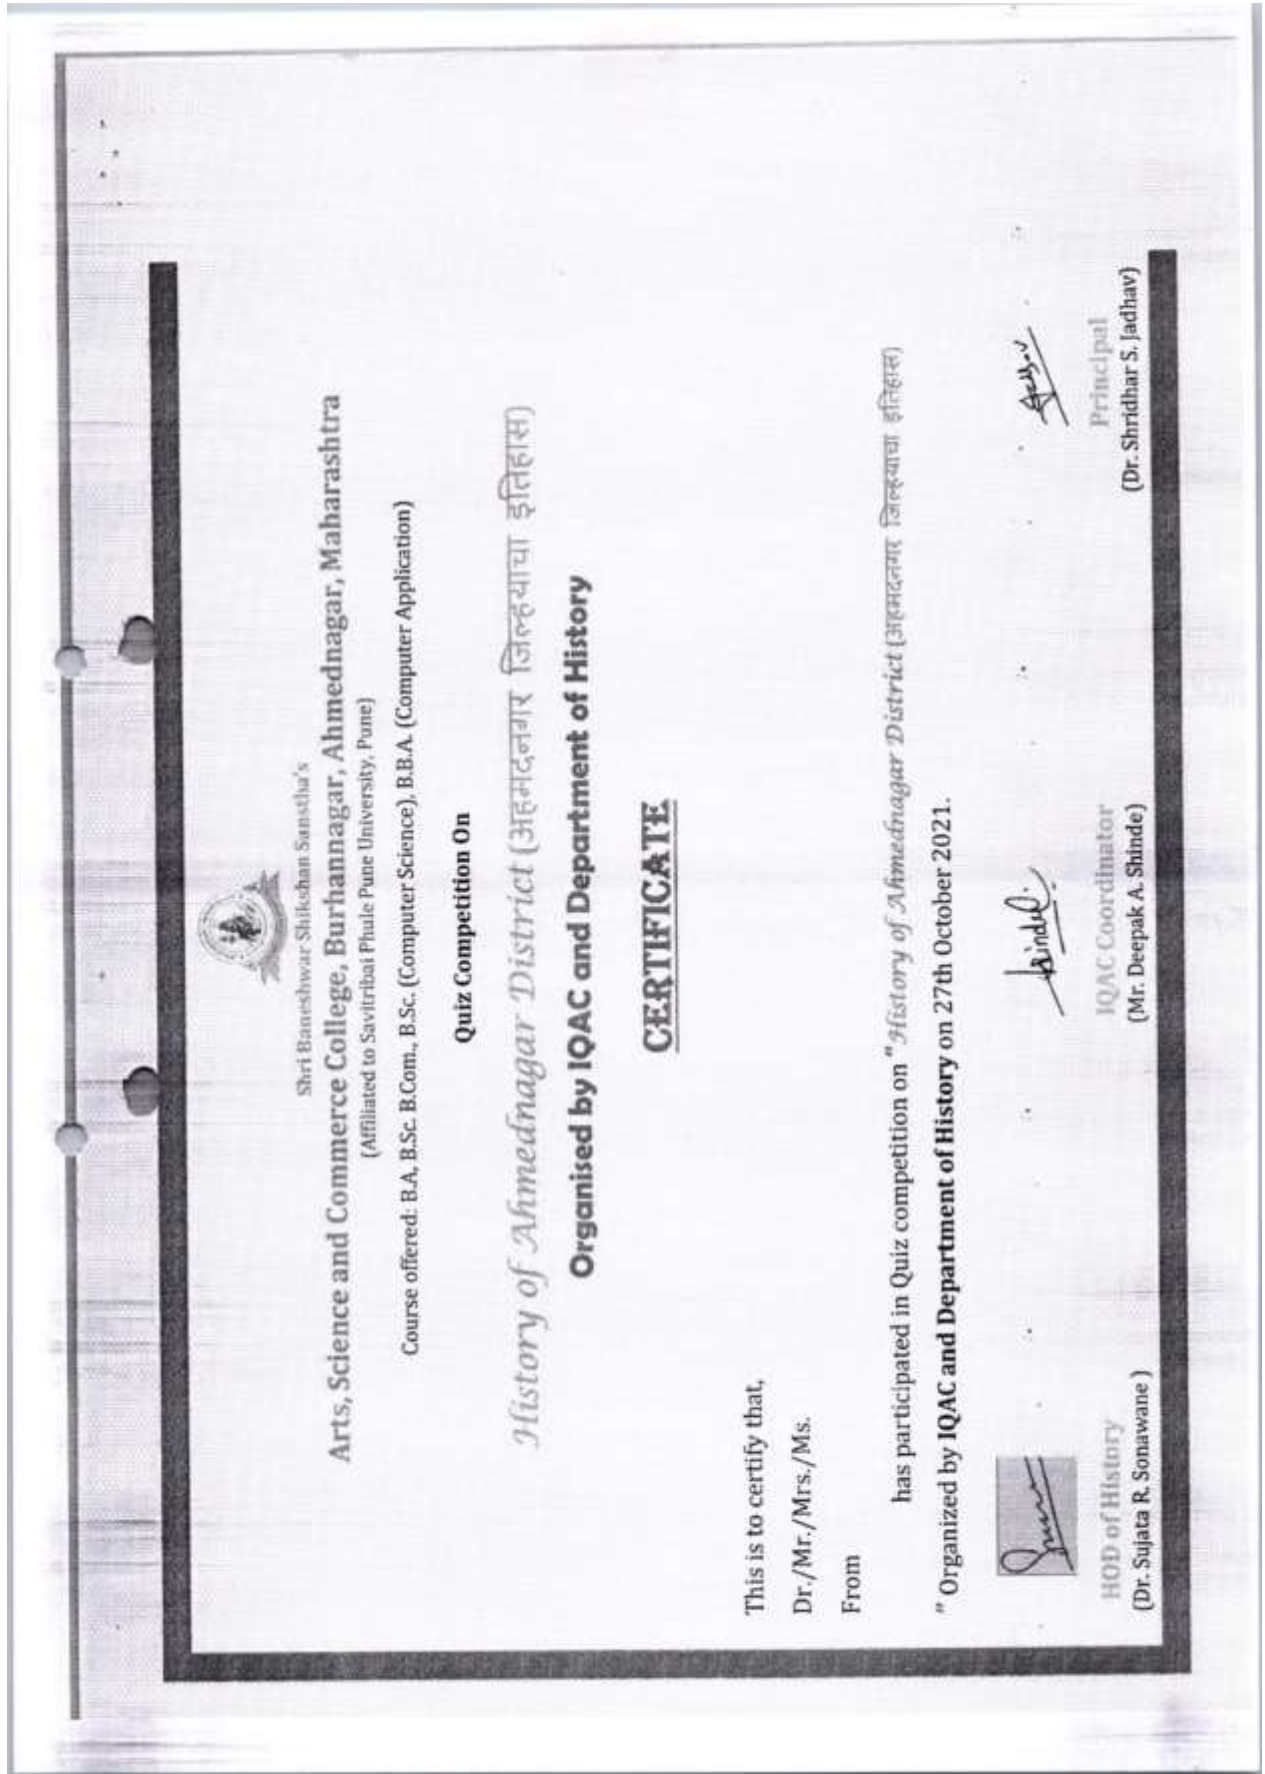 Shri Baneshwar Shikshan Sanstha's
Arts, Science and Commerce College, Burhannagar, Ahmednagar, Maharashtra
(Affiliated to Savitribai Phule Pune University, Pune)
Course offered: B.A, B.Sc. B.Com., B.Sc. (Computer Science), B.B.A. (Computer Application)
Quiz Competition On
History of Ahmednagar District (अहमदनगर जिल्हयाचा इतिहास)
Organised by IQAC and Department of History
CERTIFICATE
This is to certify that,
Dr./Mr./Mrs./Ms.
From
has participated in Quiz competition on "History of Ahmednagar District (अहमदनगर जिल्हयाचा इतिहास)
" Organized by IQAC and Department of History on 27th October 2021.
HOD of History IQAC Coordinator Principal
(Dr. Sujata R. Sonawane ) (Mr. Deepak A. Shinde) (Dr. Shridhar S. Jadhav)